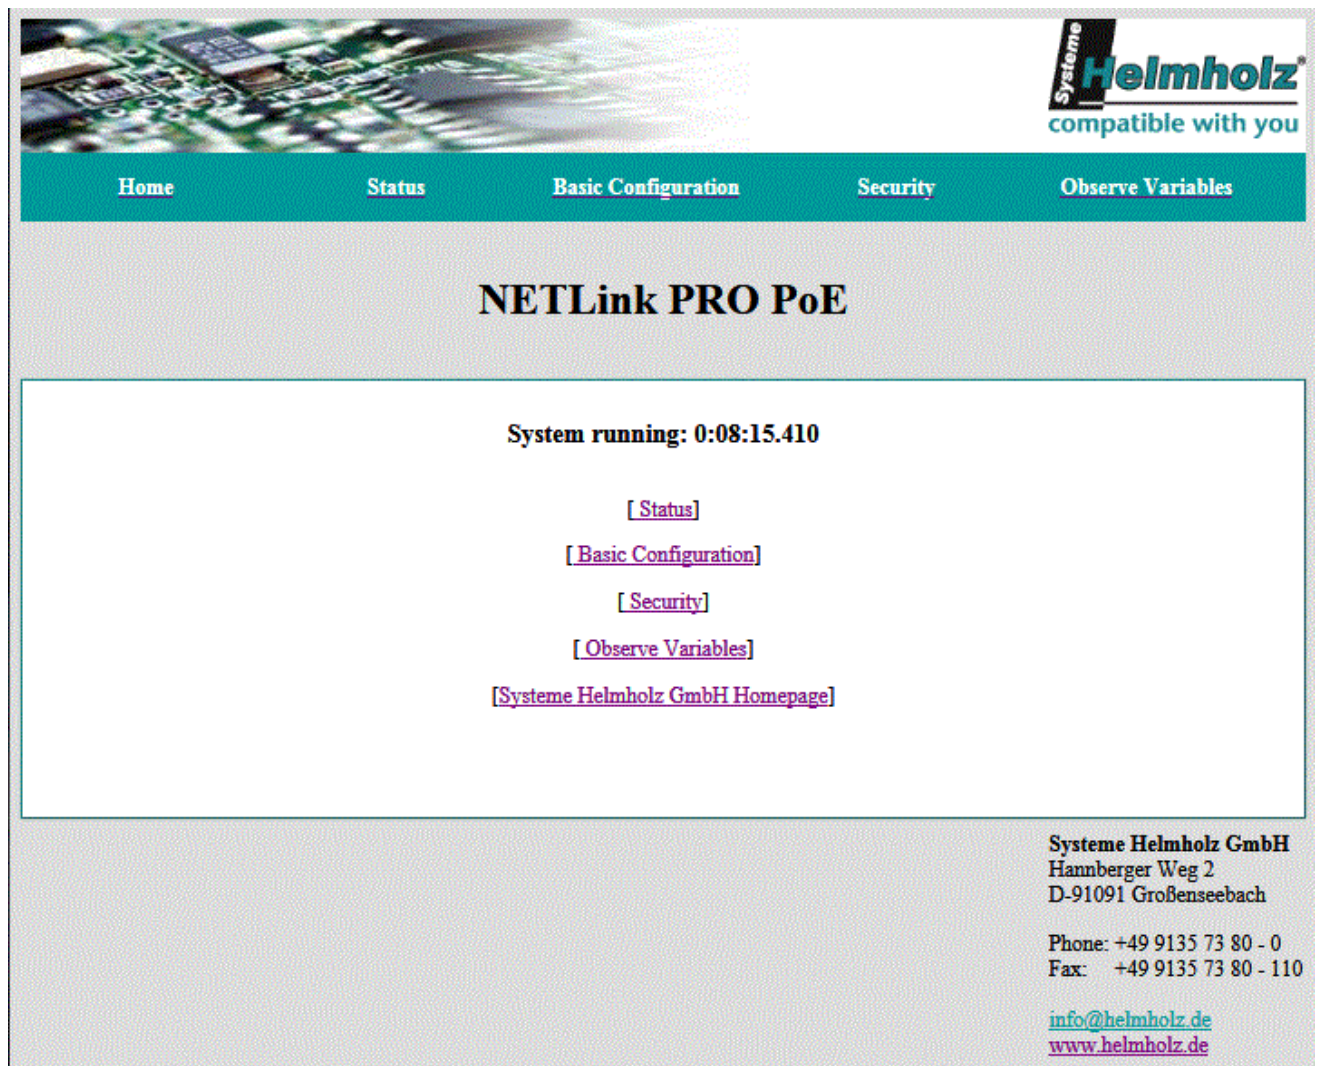 Systeme
Helmholz®
compatible with you
Home Status Basic Configuration Security Observe Variables
NETLink PRO PoE
System running: 0:08:15.410
[ Status]
[ Basic Configuration]
[ Security]
[ Observe Variables]
[Systeme Helmholz GmbH Homepage]
Systeme Helmholz GmbH
Hannberger Weg 2
D-91091 Großenseebach
Phone: +49 9135 73 80 - 0
Fax: +49 9135 73 80 - 110
info@helmholz.de
www.helmholz.de